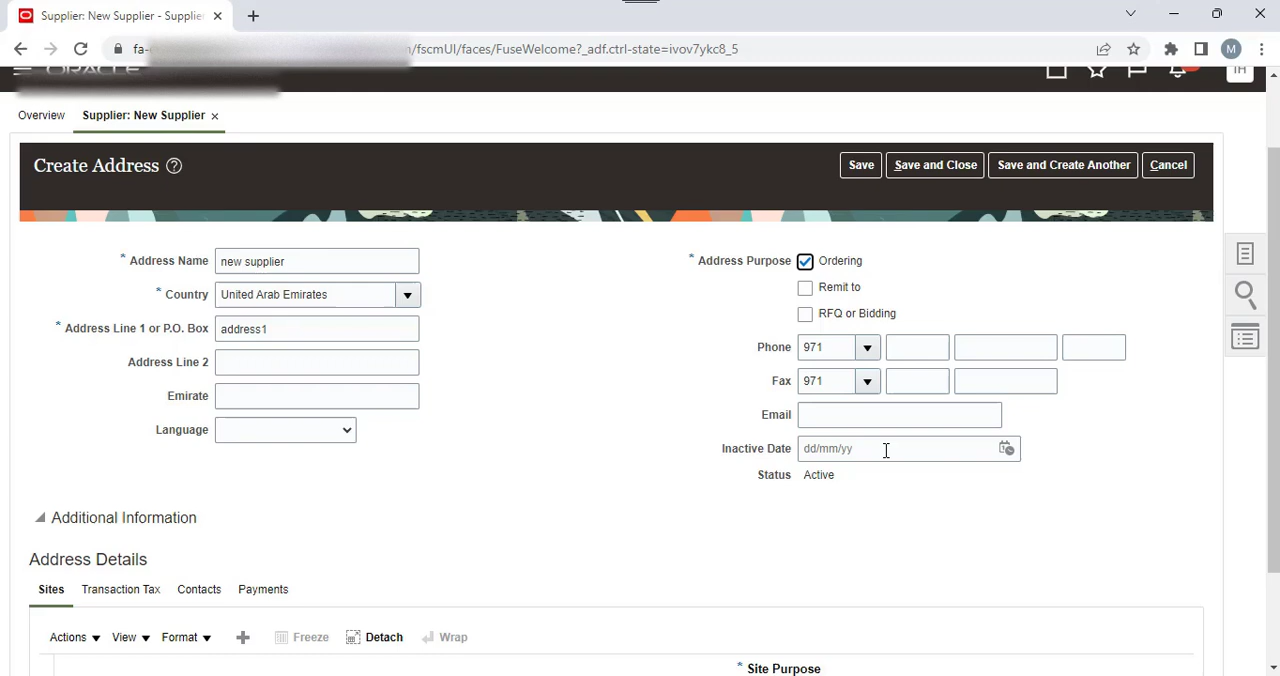 Supplier: New Supplier - Supplier
fa-
/fscmUI/faces/FuseWelcome?_adf.ctrl-state=ivov7ykc8_5
M
ORACLE
IH
Overview
Supplier: New Supplier
Create Address
Save
Save and Close
Save and Create Another
Cancel
* Address Name new supplier
* Country United Arab Emirates
* Address Line 1 or P.O. Box address1
Address Line 2
Emirate
Language
* Address Purpose Ordering
Remit to
RFQ or Bidding
Phone 971
Fax 971
Email
Inactive Date dd/mm/yy
Status Active
Additional Information
Address Details
Sites Transaction Tax Contacts Payments
Actions View Format Freeze Detach Wrap
* Site Purpose